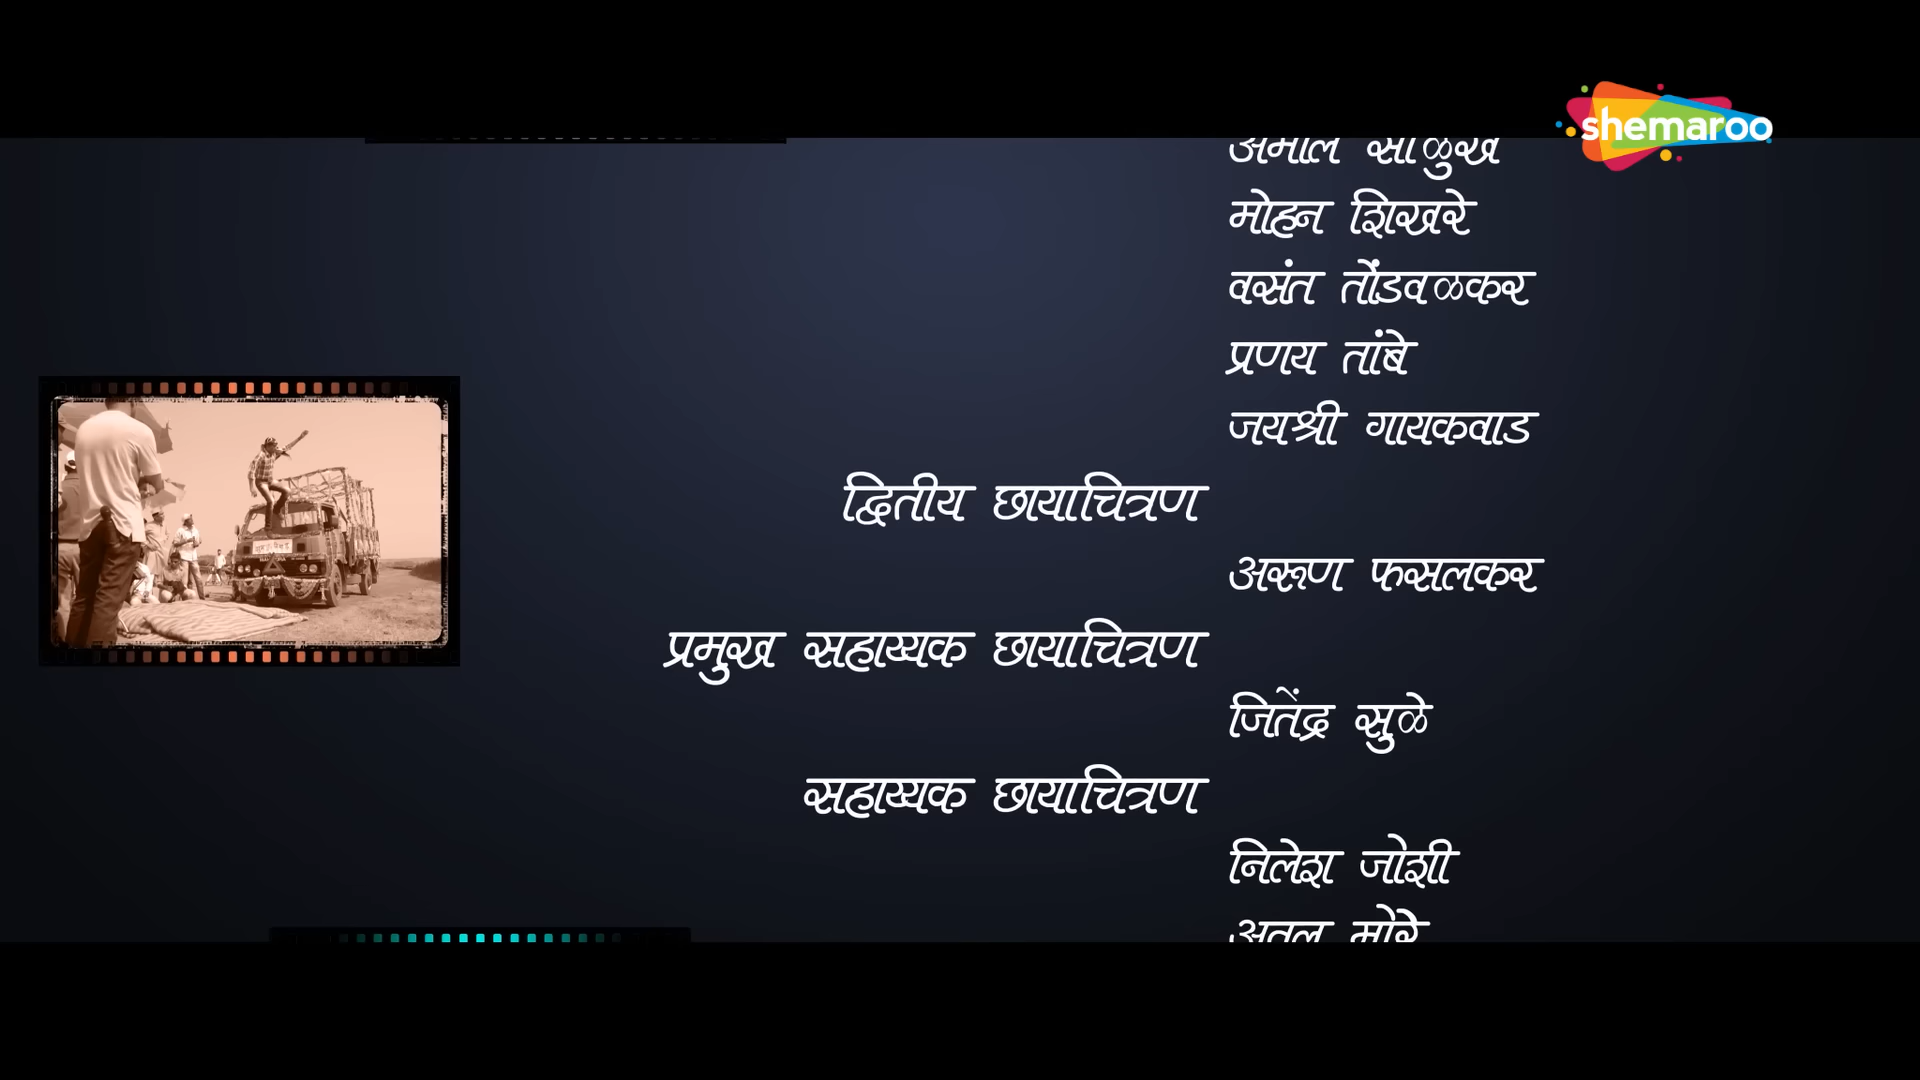 shemaroo
मोहन शिखरे
वसंत तोंडवळकर
प्रणय तांबे
जयश्री गायकवाड
द्वितीय छायाचित्रण
अरूण फसलकर
प्रमुख सहाय्यक छायाचित्रण
जितेंद्र सुळे
सहाय्यक छायाचित्रण
निलेश जोशी
मोरे